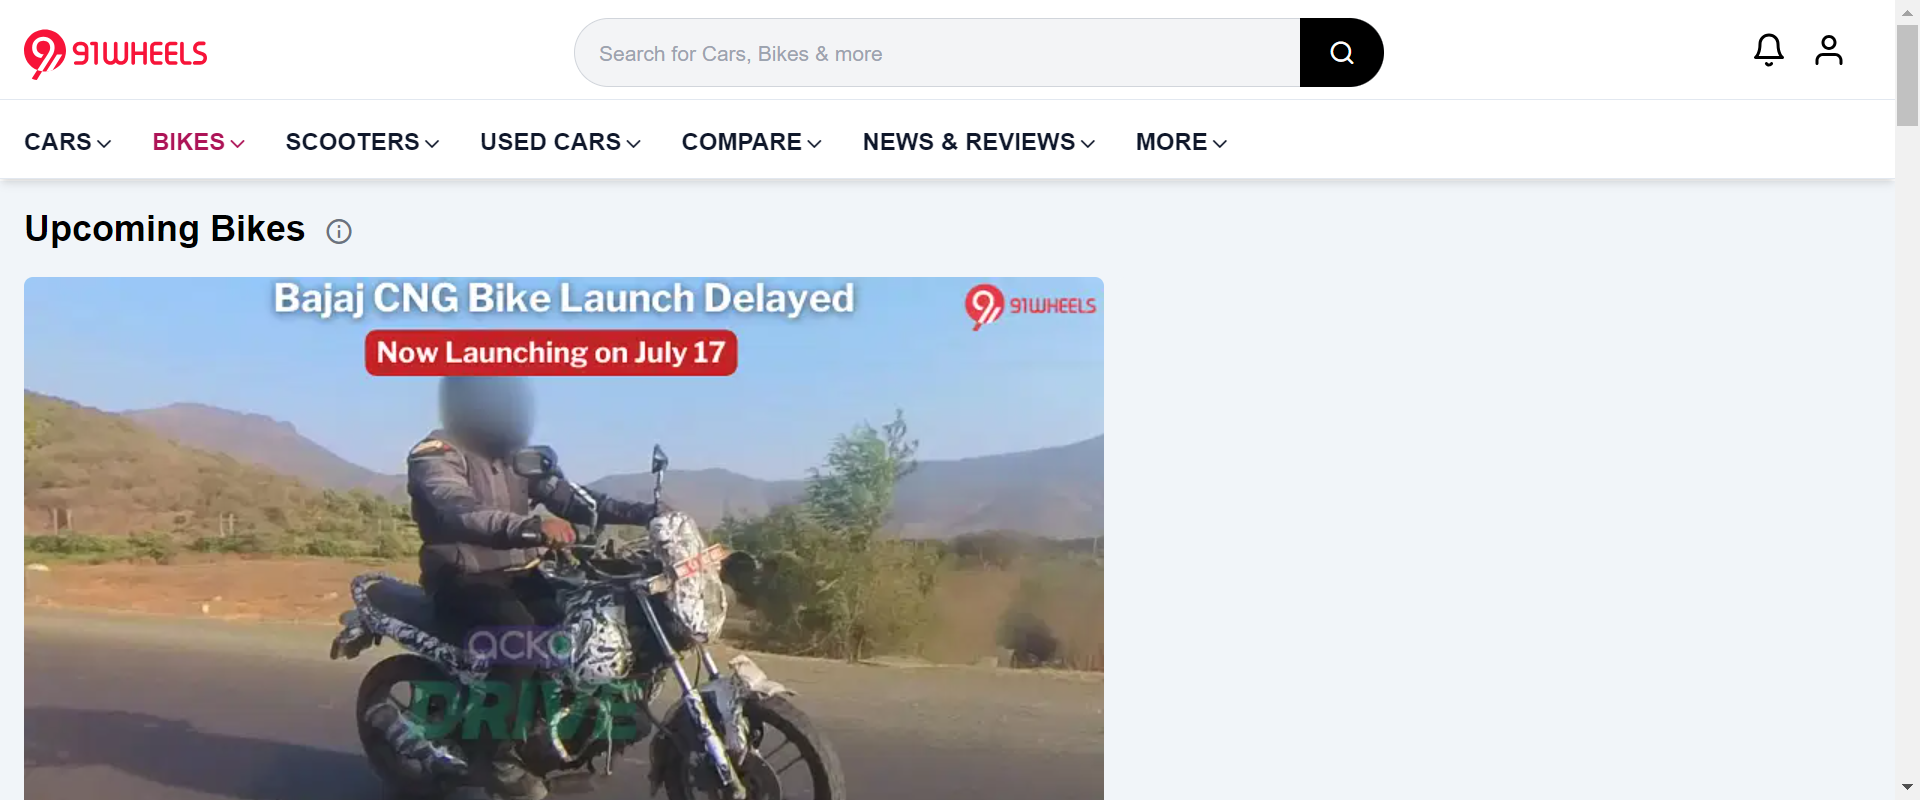 91WHEELS
Search for Cars, Bikes & more
CARS BIKES SCOOTERS USED CARS COMPARE NEWS & REVIEWS MORE
Upcoming Bikes
Bajaj CNG Bike Launch Delayed
91WHEELS
Now Launching on July 17
acko
DRIVE